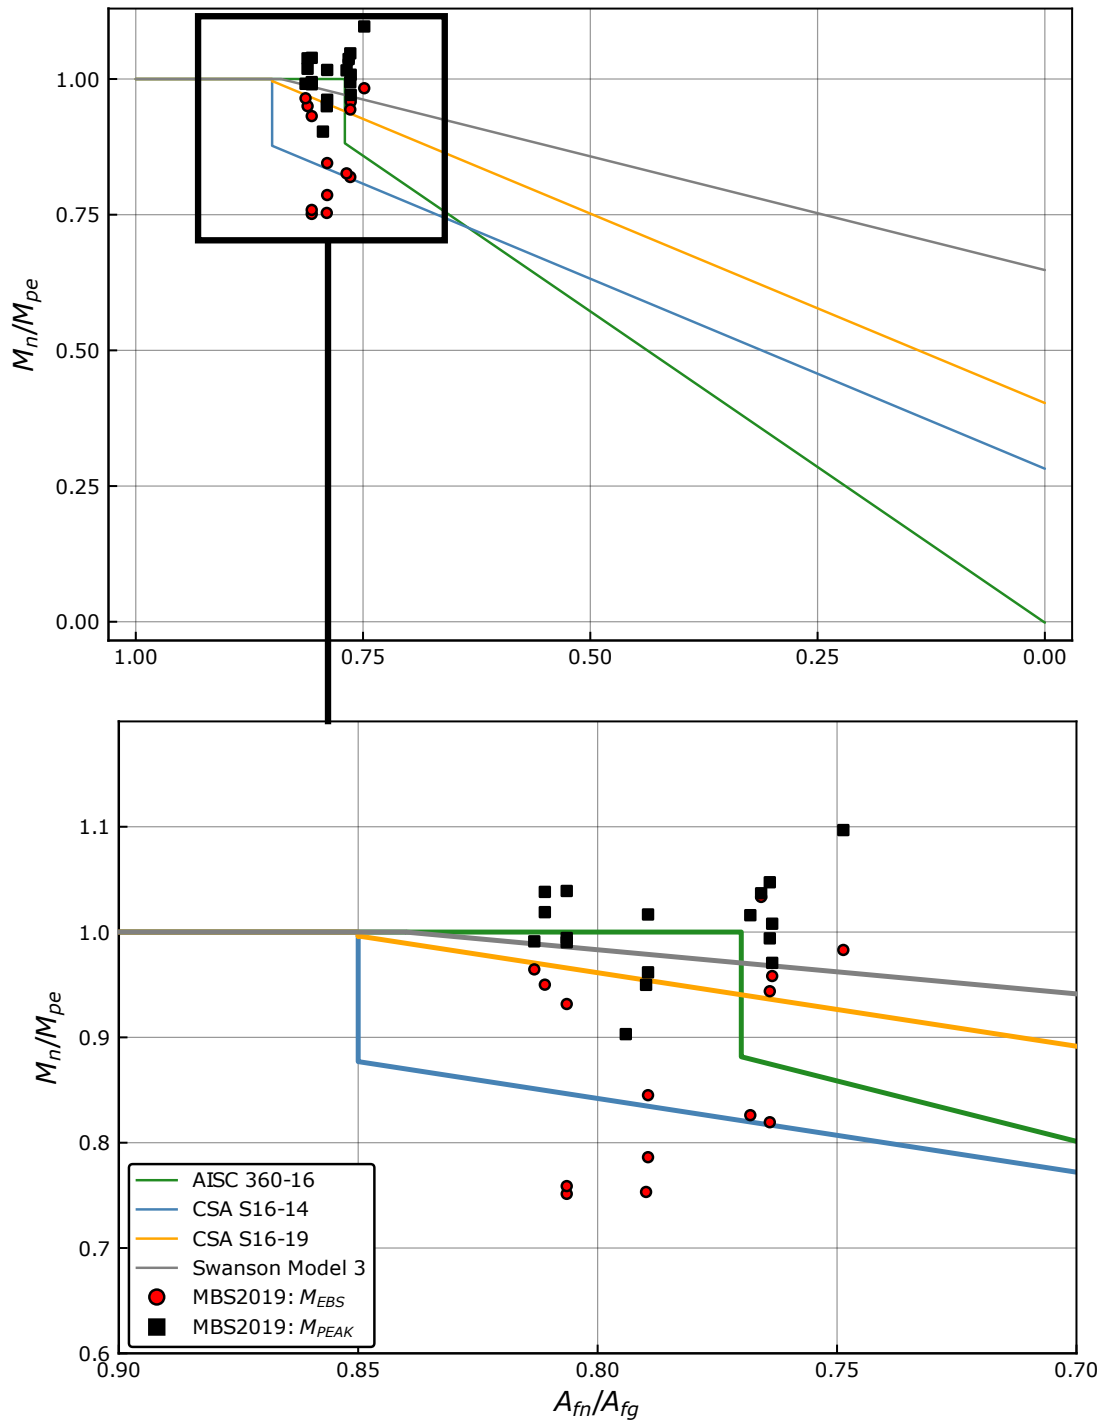 1.00
0.75
0.50
0.25
0.00
M_n/M_pe
1.00 0.75 0.50 0.25 0.00
1.1
1.0
0.9
0.8
0.7
0.6
M_n/M_pe
AISC 360-16
CSA S16-14
CSA S16-19
Swanson Model 3
MBS2019: M_EBS
MBS2019: M_PEAK
0.90 0.85 0.80 0.75 0.70
A_fn/A_fg